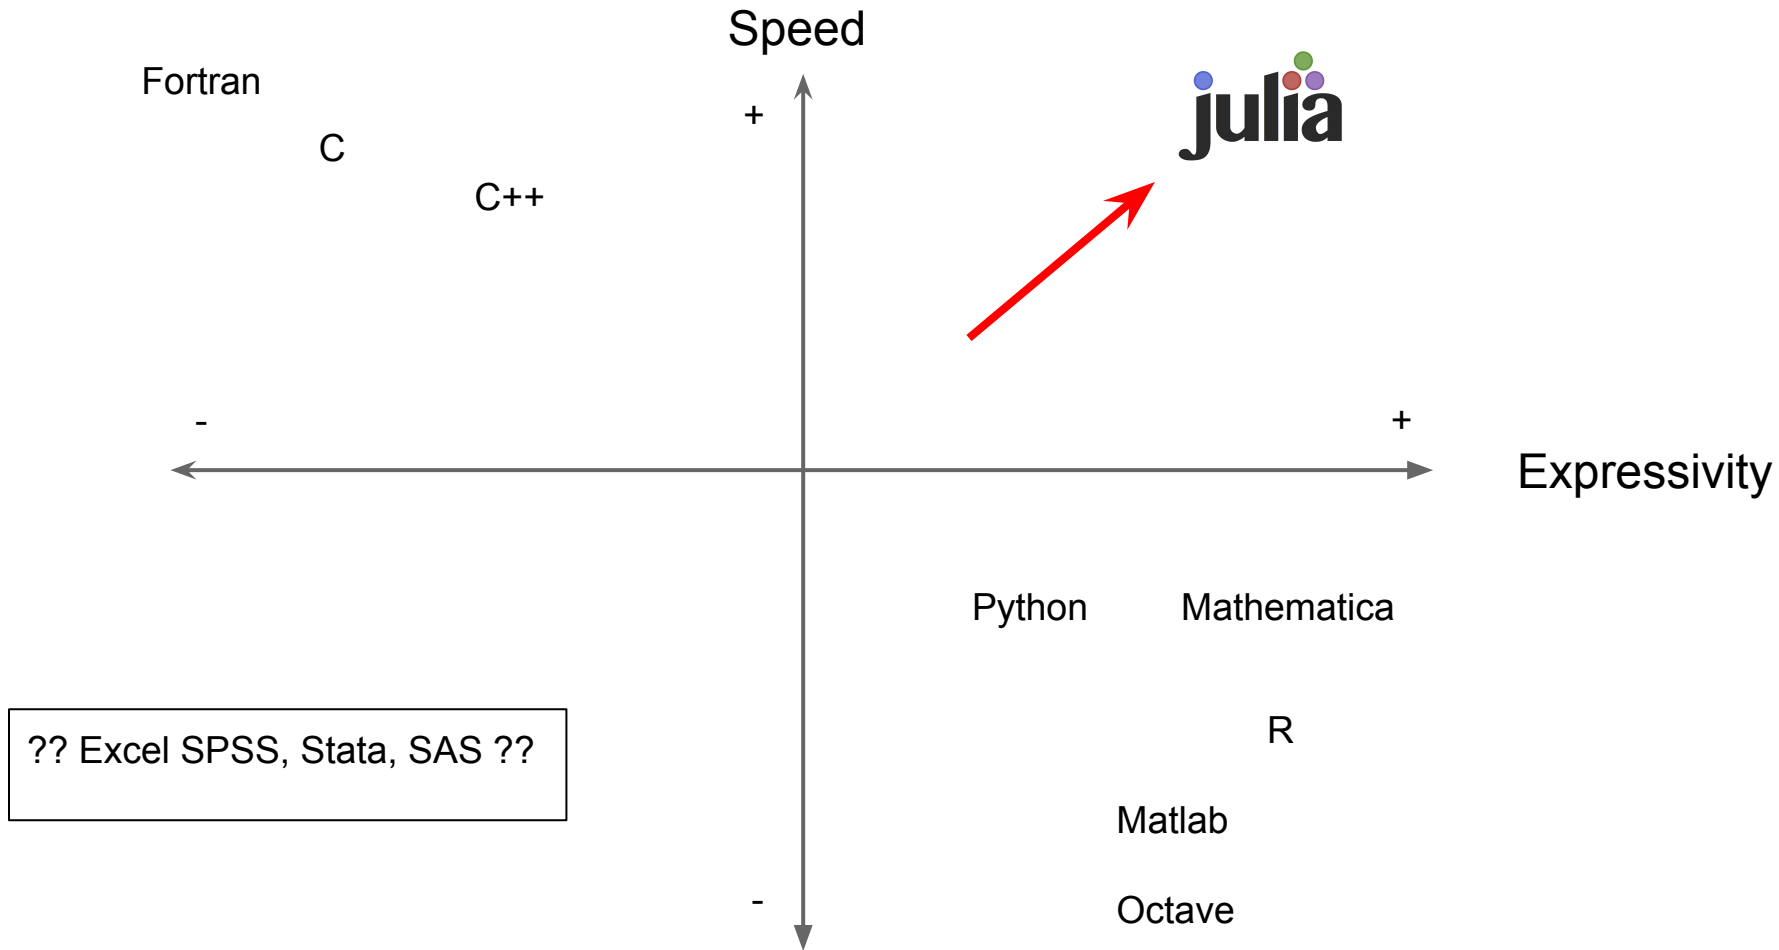 Speed
Fortran
julia
+
C
C++
-
+
Expressivity
Python
Mathematica
R
?? Excel SPSS, Stata, SAS ??
Matlab
-
Octave